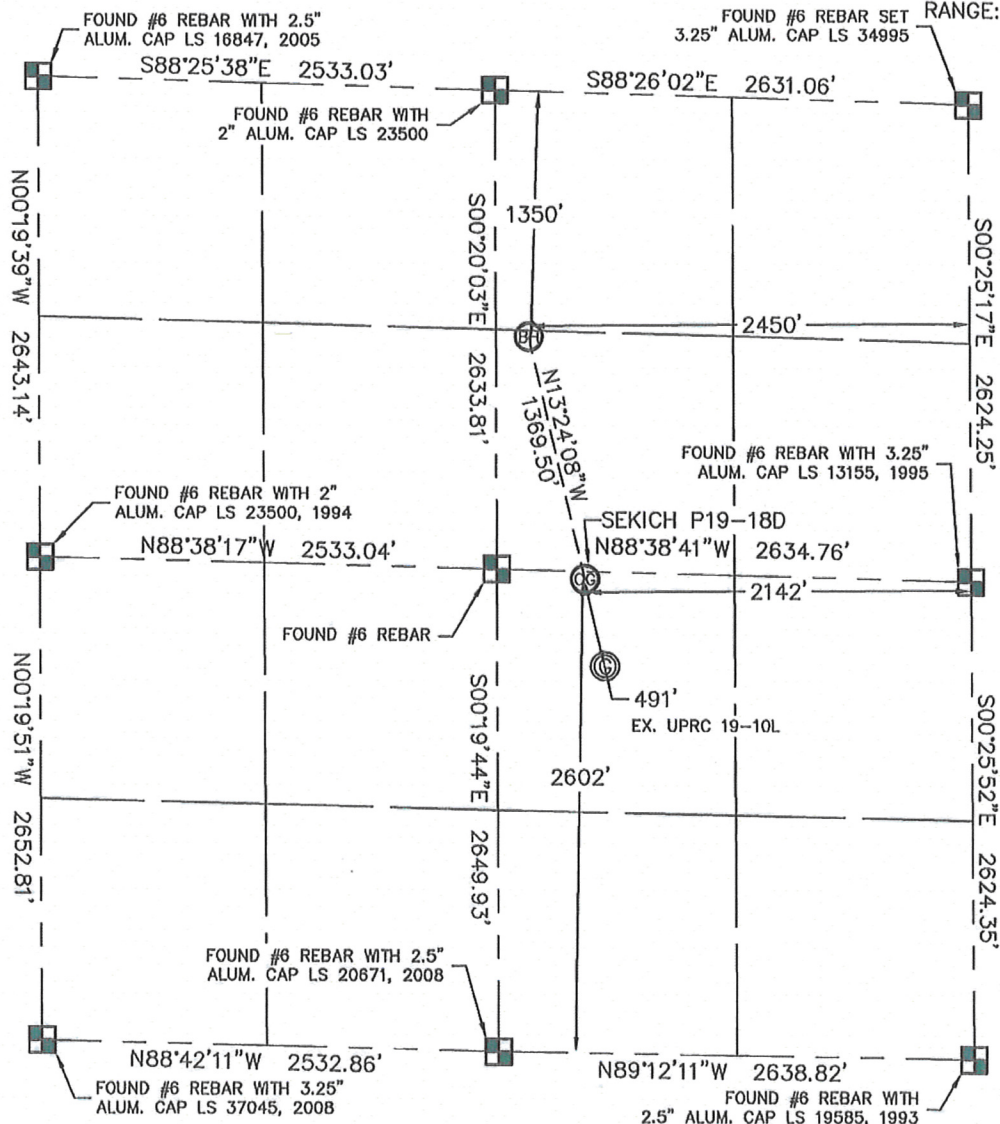 RANGE:
FOUND #6 REBAR WITH 2.5"
ALUM. CAP LS 16847, 2005
FOUND #6 REBAR SET
3.25" ALUM. CAP LS 34995
S88°25'38"E 2533.03'
S88°26'02"E 2631.06'
FOUND #6 REBAR WITH
2" ALUM. CAP LS 23500
N00°19'39"W 2643.14'
S00°20'03"E 2633.81'
1350'
S00°25'17"E 2624.25'
2450'
BH
N13°24'08"W
1369.50'
FOUND #6 REBAR WITH 3.25"
ALUM. CAP LS 13155, 1995
FOUND #6 REBAR WITH 2"
ALUM. CAP LS 23500, 1994
SEKICH P19-18D
N88°38'17"W 2533.04'
N88°38'41"W 2634.76'
OG
2142'
FOUND #6 REBAR
G
491'
EX. UPRC 19-10L
N00°19'51"W 2652.81'
S00°19'44"E 2649.93'
2602'
S00°25'52"E 2624.35'
FOUND #6 REBAR WITH 2.5"
ALUM. CAP LS 20671, 2008
N88°42'11"W 2532.86'
N89°12'11"W 2638.82'
FOUND #6 REBAR WITH 3.25"
ALUM. CAP LS 37045, 2008
FOUND #6 REBAR WITH
2.5" ALUM. CAP LS 19585, 1993